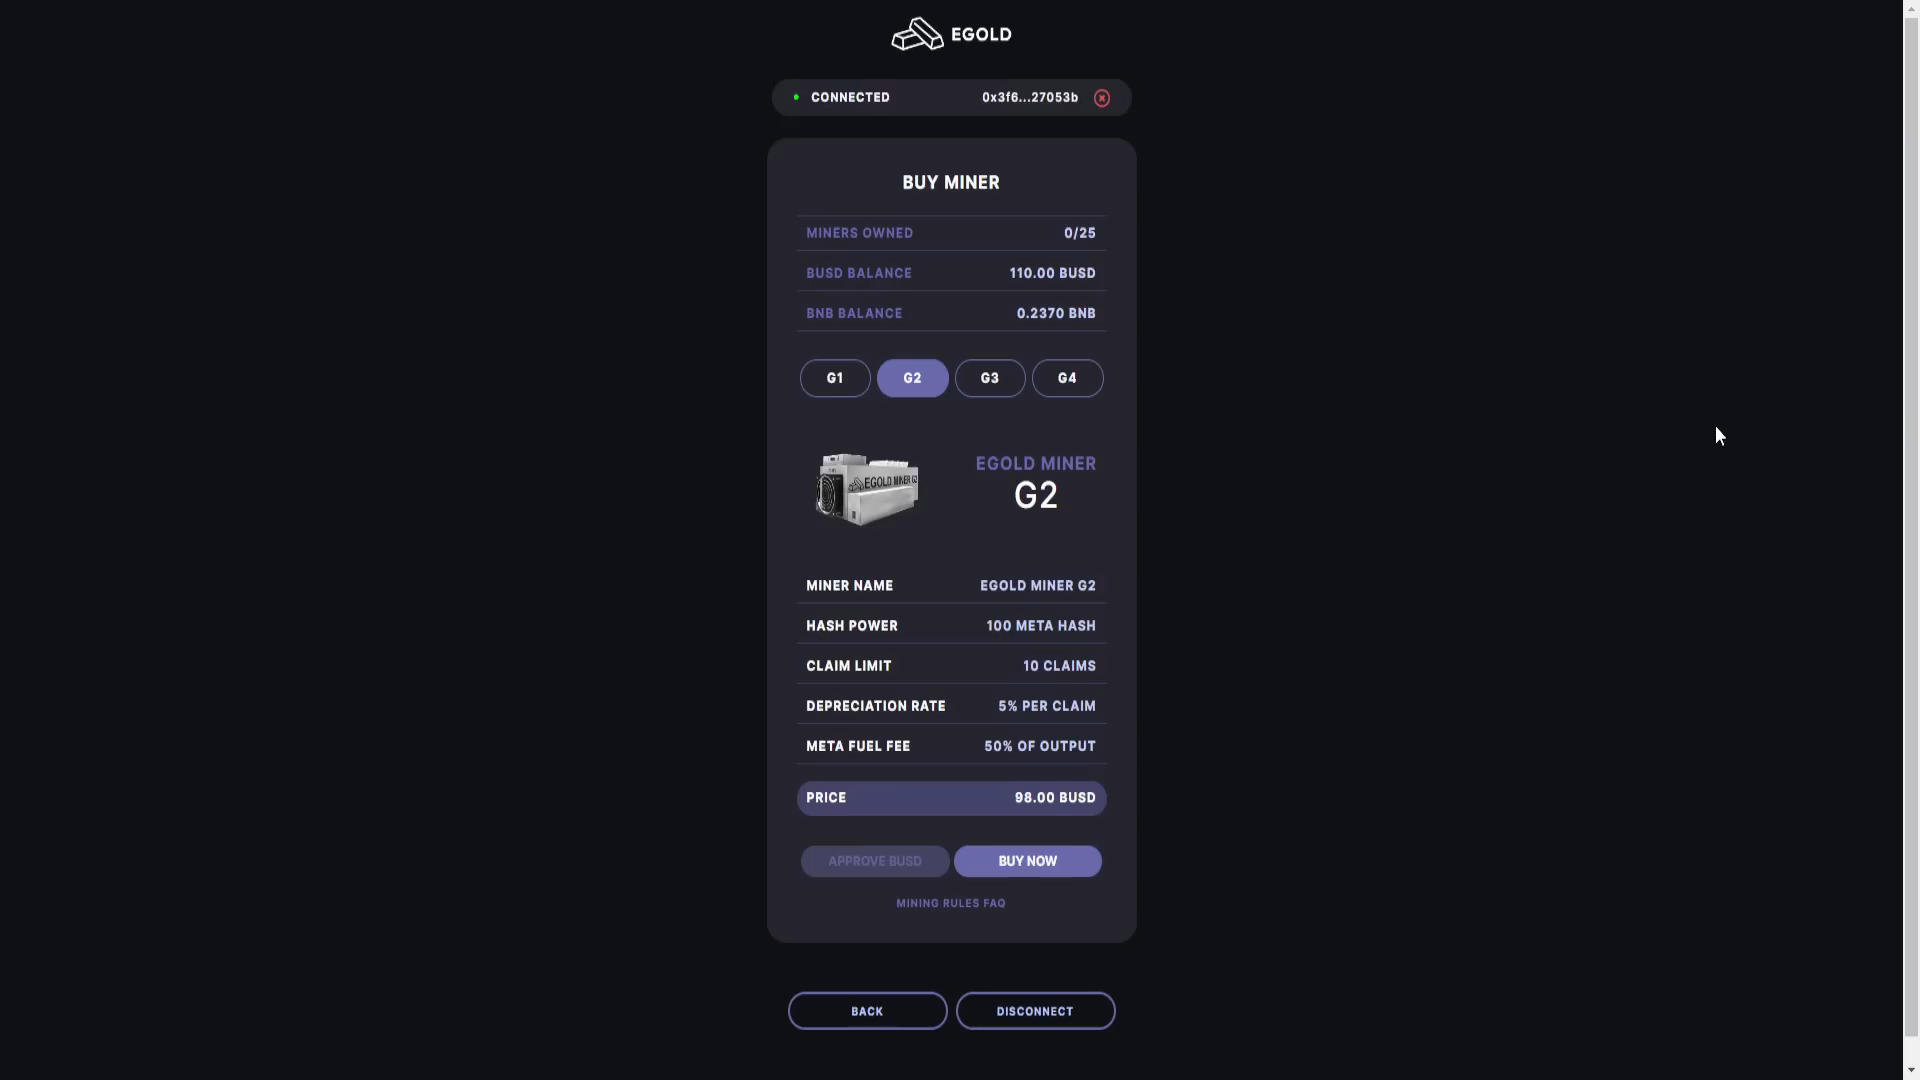 EGOLD
CONNECTED 0x3f6...27053b
BUY MINER
MINERS OWNED 0/25
BUSD BALANCE 110.00 BUSD
BNB BALANCE 0.2370 BNB
G1 G2 G3 G4
EGOLD MINER G2
EGOLD MINER
G2
MINER NAME EGOLD MINER G2
HASH POWER 100 META HASH
CLAIM LIMIT 10 CLAIMS
DEPRECIATION RATE 5% PER CLAIM
META FUEL FEE 50% OF OUTPUT
PRICE 98.00 BUSD
APPROVE BUSD BUY NOW
MINING RULES FAQ
BACK DISCONNECT